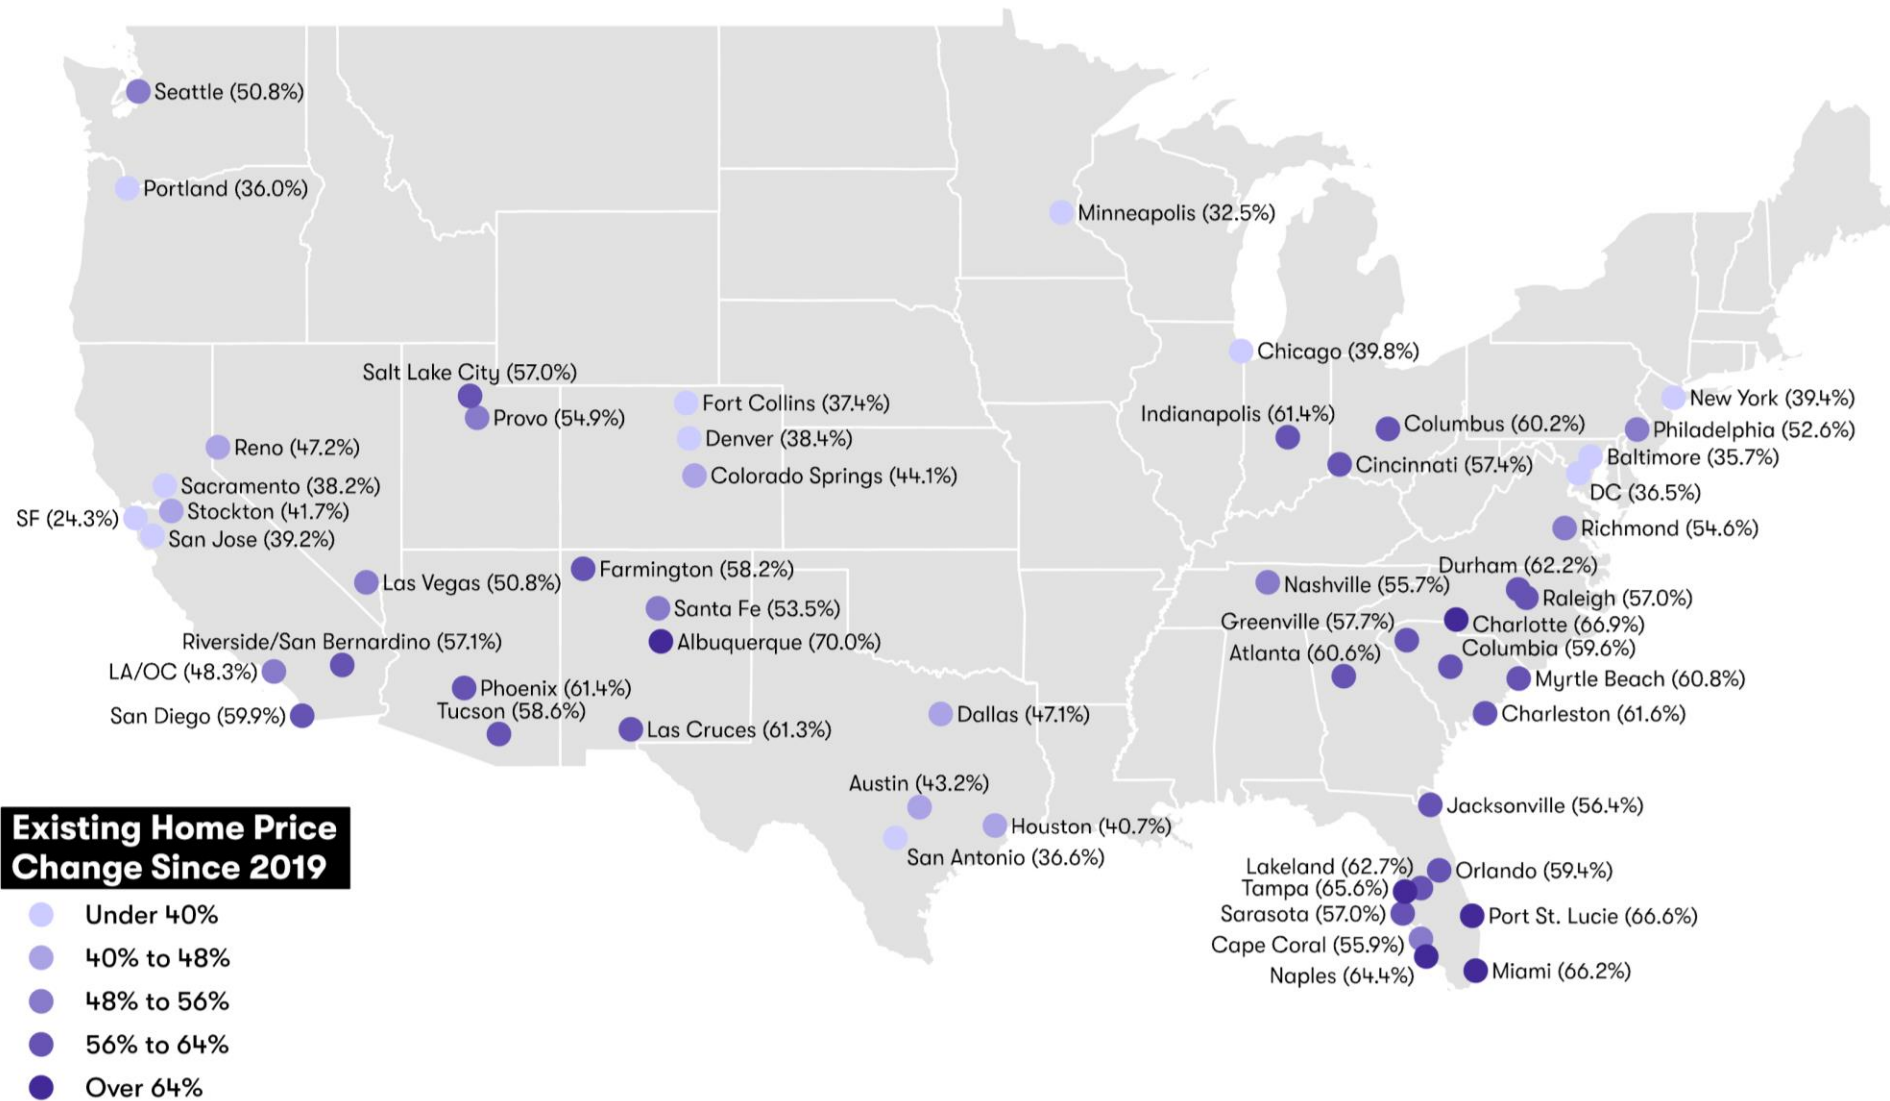 Seattle (50.8%)
Portland (36.0%)
Minneapolis (32.5%)
Chicago (39.8%)
Salt Lake City (57.0%)
Provo (54.9%)
Fort Collins (37.4%)
Denver (38.4%)
Colorado Springs (44.1%)
Indianapolis (61.4%)
Columbus (60.2%)
Cincinnati (57.4%)
New York (39.4%)
Philadelphia (52.6%)
Baltimore (35.7%)
DC (36.5%)
Richmond (54.6%)
Reno (47.2%)
Sacramento (38.2%)
Stockton (41.7%)
SF (24.3%)
San Jose (39.2%)
Las Vegas (50.8%)
Farmington (58.2%)
Santa Fe (53.5%)
Albuquerque (70.0%)
Nashville (55.7%)
Durham (62.2%)
Raleigh (57.0%)
Greenville (57.7%)
Charlotte (66.9%)
Atlanta (60.6%)
Columbia (59.6%)
Myrtle Beach (60.8%)
Charleston (61.6%)
Riverside/San Bernardino (57.1%)
LA/OC (48.3%)
San Diego (59.9%)
Phoenix (61.4%)
Tucson (58.6%)
Las Cruces (61.3%)
Dallas (47.1%)
Austin (43.2%)
Houston (40.7%)
San Antonio (36.6%)
Jacksonville (56.4%)
Lakeland (62.7%)
Orlando (59.4%)
Tampa (65.6%)
Sarasota (57.0%)
Port St. Lucie (66.6%)
Cape Coral (55.9%)
Naples (64.4%)
Miami (66.2%)
Existing Home Price
Change Since 2019
Under 40%
40% to 48%
48% to 56%
56% to 64%
Over 64%